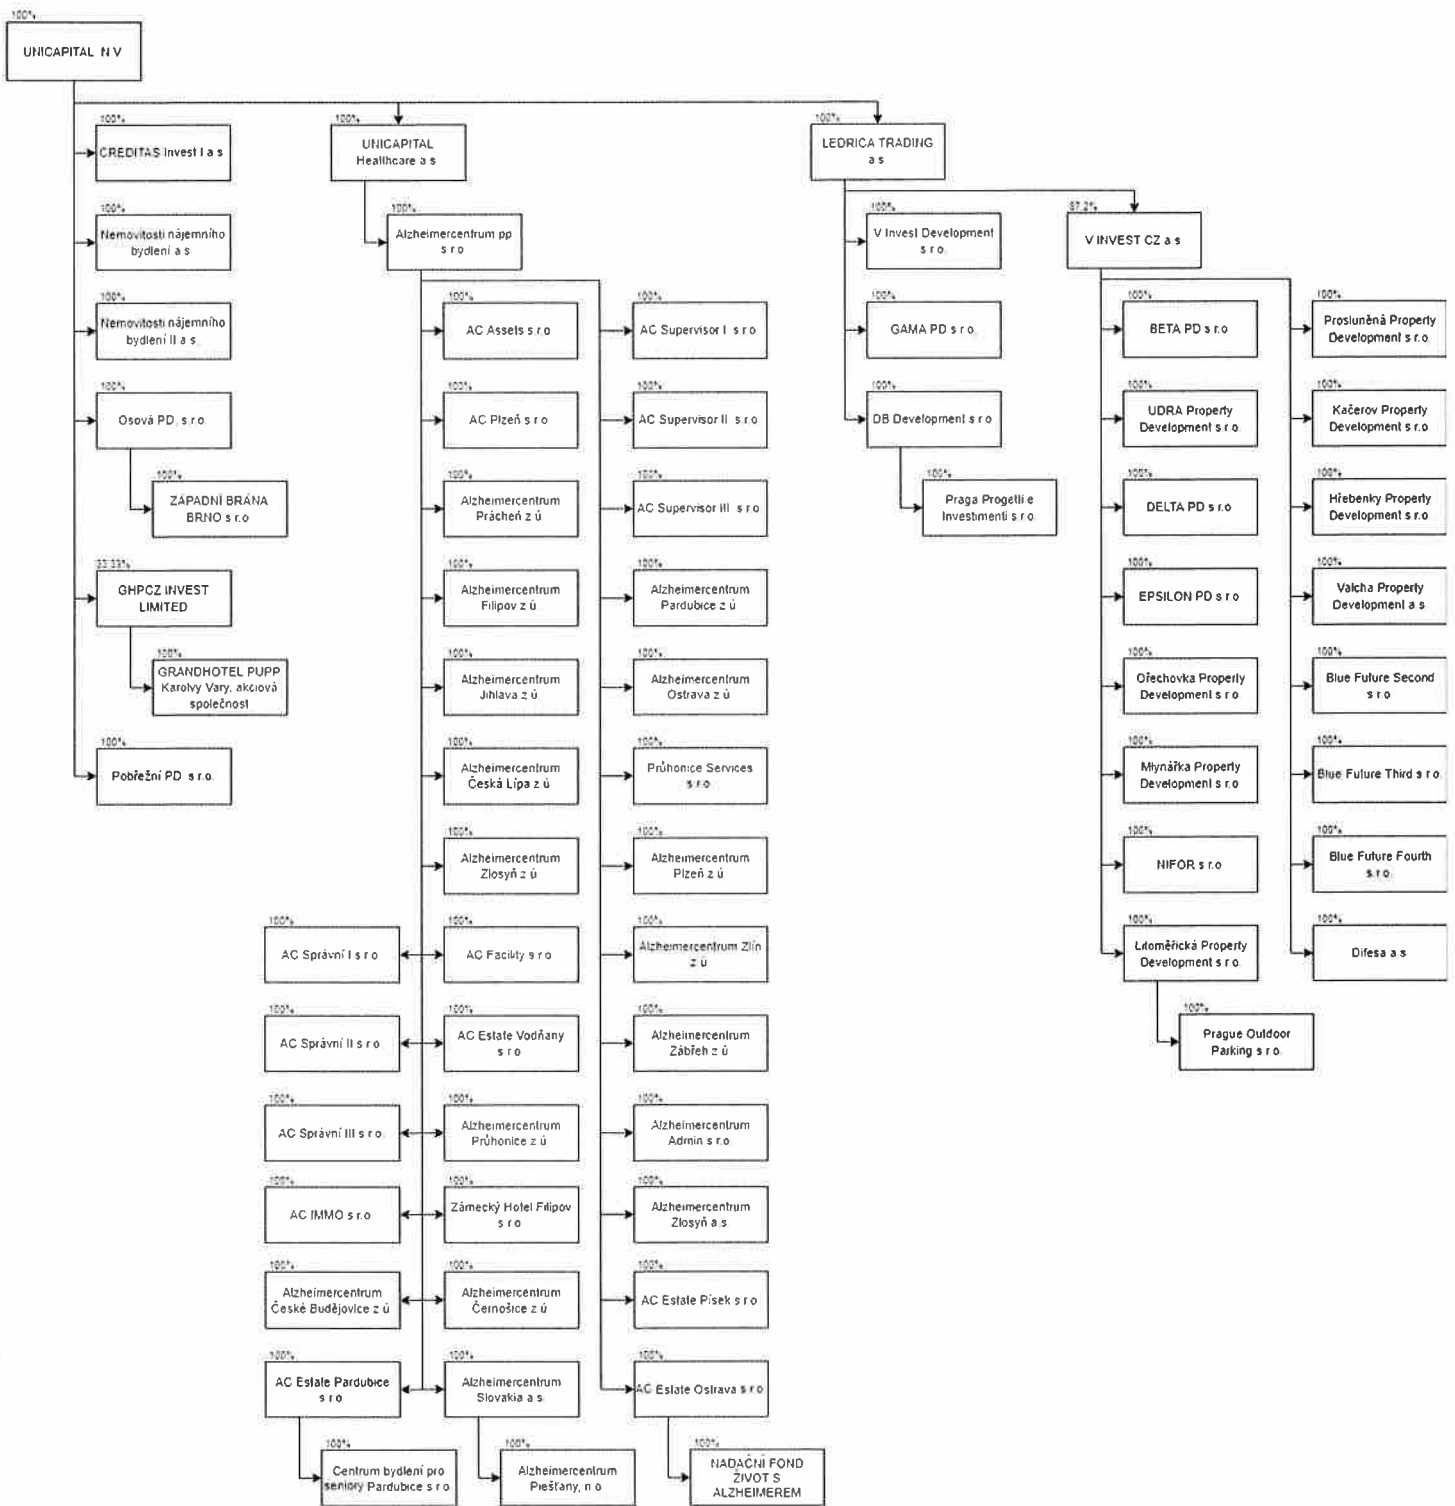 100%
UNICAPITAL N V
100%
CREDITAS Invest I a s
100%
Nemovitosti nájemního
bydlení a s
100%
Nemovitosti nájemního
bydlení II a s
100%
Osová PD, s.r.o
100%
ZÁPADNÍ BRÁNA
BRNO s r.o
33.33%
GHPCZ INVEST
LIMITED
100%
GRANDHOTEL PUPP
Karolvy Vary, akciová
společnost
100%
Pobřežní PD s.r.o.
100%
UNICAPITAL
Healthcare a s
100%
Alzheimercentrum pp
s r.o
100%
AC Assets s r.o
100%
AC Plzeň s r o
100%
Alzheimercentrum
Prácheň z ú
100%
Alzheimercentrum
Filipov z ú
100%
Alzheimercentrum
Jihlava z ú
100%
Alzheimercentrum
Česká Lípa z ú
100%
Alzheimercentrum
Zlosyň z ú
100%
AC Správní I s r o
100%
AC Facility s r o
100%
AC Správní II s r o
100%
AC Estate Vodňany
s r o
100%
AC Správní III s r o
100%
Alzheimercentrum
Průhonice z ú
100%
AC IMMO s r.o
100%
Zámecký Hotel Filipov
s r o
100%
Alzheimercentrum
České Budějovice z ú
100%
Alzheimercentrum
Černošice z ú
100%
AC Estate Pardubice
s r o
100%
Alzheimercentrum
Slovakia a s
100%
Centrum bydlení pro
seniory Pardubice s r o
100%
Alzheimercentrum
Piešťany, n o
100%
AC Supervisor I s r o
100%
AC Supervisor II s.r.o
100%
AC Supervisor III s r.o
100%
Alzheimercentrum
Pardubice z ú
100%
Alzheimercentrum
Ostrava z ú
100%
Průhonice Services
s r o
100%
Alzheimercentrum
Plzeň z ú
100%
Alzheimercentrum Zlín
z ú
100%
Alzheimercentrum
Zábřeh z ú
100%
Alzheimercentrum
Admin s r.o.
100%
Alzheimercentrum
Zlosyň a s
100%
AC Estate Písek s r.o
100%
AC Estate Ostrava s r.o.
100%
NADAČNÍ FOND
ŽIVOT S
ALZHEIMEREM
100%
LEDRICA TRADING
a s
100%
V Invest Development
s r o.
100%
GAMA PD s r.o
100%
DB Development s r.o
100%
Praga Progetti e
Investimenti s r.o.
67.2%
V INVEST CZ a s
100%
BETA PD s r.o
100%
UDRA Property
Development s r.o.
100%
DELTA PD s r.o
100%
EPSILON PD s r.o
100%
Ořechovka Property
Development s r o
100%
Mlynářka Property
Development s r.o
100%
NIFOR s r.o
100%
Litoměřická Property
Development s r o.
100%
Prague Outdoor
Parking s r o.
100%
Prosluněná Property
Development s r.o.
100%
Kačerov Property
Development s r.o
100%
Hřebenky Property
Development s r.o.
100%
Valcha Property
Development a s
100%
Blue Future Second
s r o
100%
Blue Future Third s r.o.
100%
Blue Future Fourth
s.r.o.
100%
Difesa a s